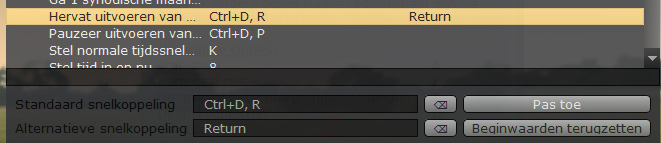 Ga 1 synodische maan...
Hervat uitvoeren van ... Ctrl+D, R Return
Pauzeer uitvoeren van... Ctrl+D, P
Stel normale tijdssnel... K
Stel tijd in op nu 8
Standaard snelkoppeling Ctrl+D, R Pas toe
Alternatieve snelkoppeling Return Beginwaarden terugzetten